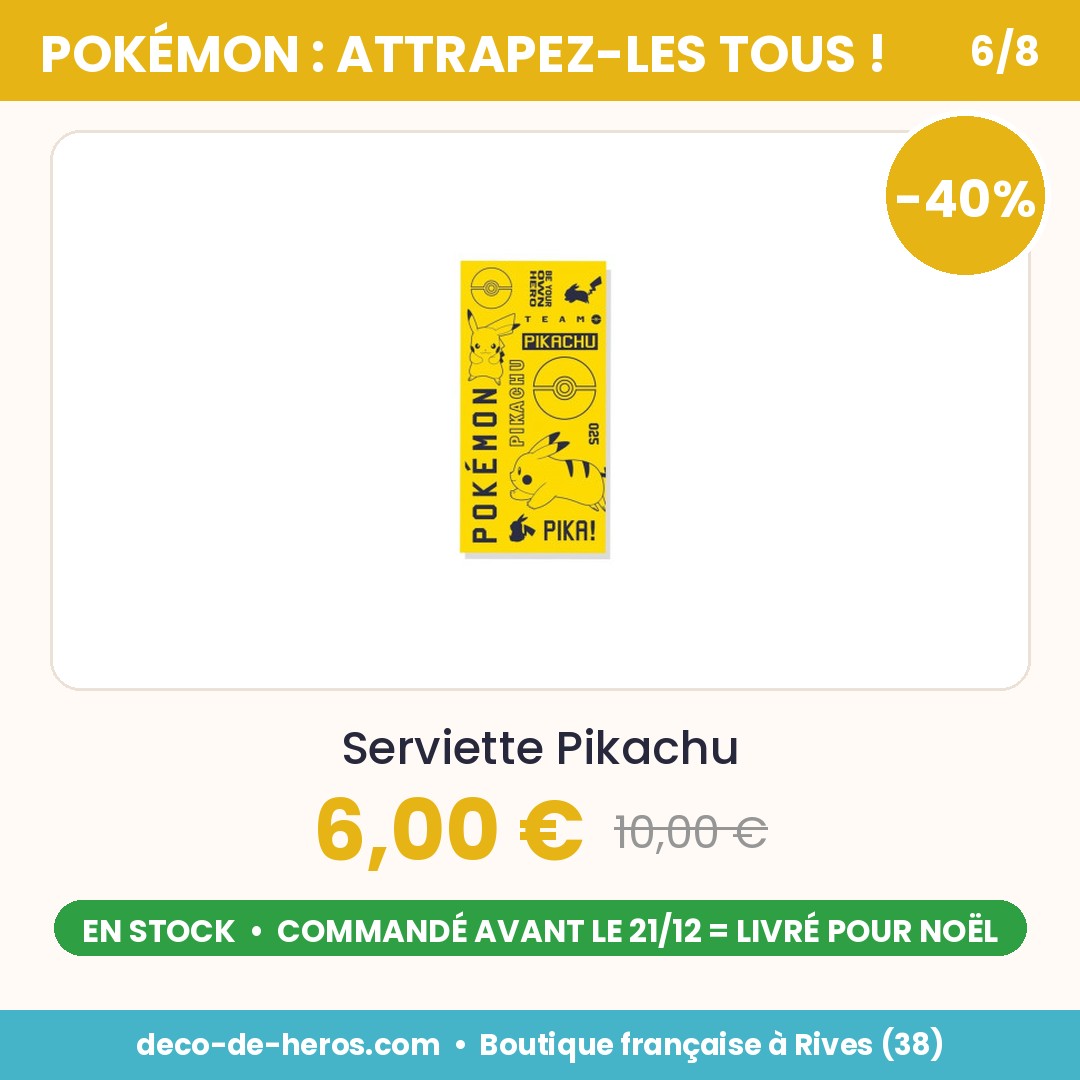 POKÉMON : ATTRAPEZ-LES TOUS !
6/8
-40%
BE YOUR
OWN
HERO
TEAM
PIKACHU
PIKACHU
POKÉMON
025
PIKA!
Serviette Pikachu
6,00 € 10,00 €
EN STOCK • COMMANDÉ AVANT LE 21/12 = LIVRÉ POUR NOËL
deco-de-heros.com • Boutique française à Rives (38)